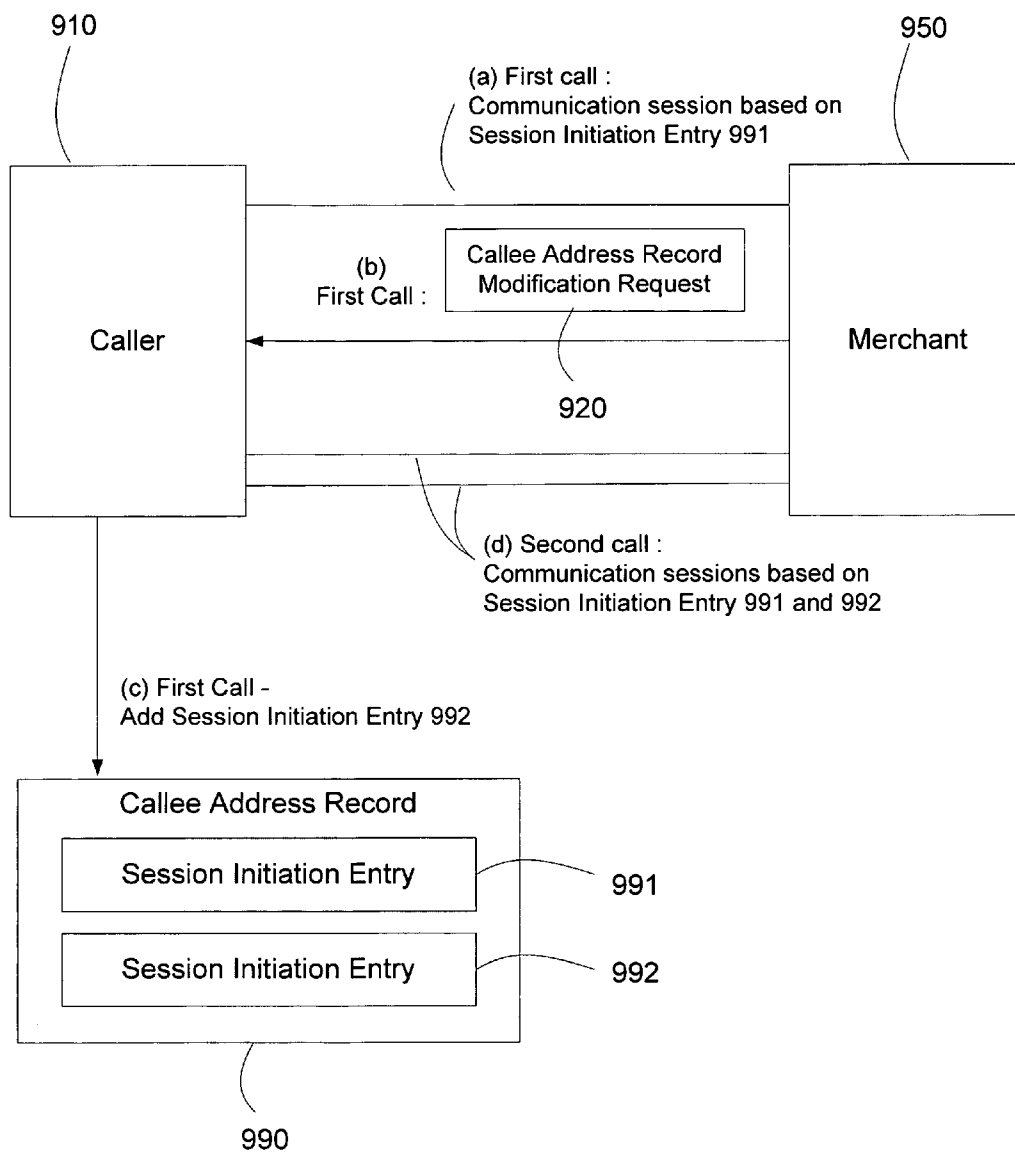 910
950
(a) First call :
Communication session based on
Session Initiation Entry 991
Callee Address Record
Modification Request
(b)
First Call :
Caller
Merchant
920
(d) Second call :
Communication sessions based on
Session Initiation Entry 991 and 992
(c) First Call -
Add Session Initiation Entry 992
Callee Address Record
Session Initiation Entry
991
Session Initiation Entry
992
990